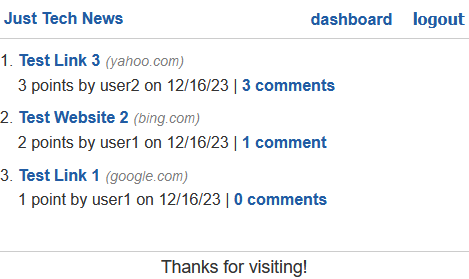 Just Tech News dashboard logout
1. Test Link 3 (yahoo.com)
3 points by user2 on 12/16/23 | 3 comments
2. Test Website 2 (bing.com)
2 points by user1 on 12/16/23 | 1 comment
3. Test Link 1 (google.com)
1 point by user1 on 12/16/23 | 0 comments
Thanks for visiting!